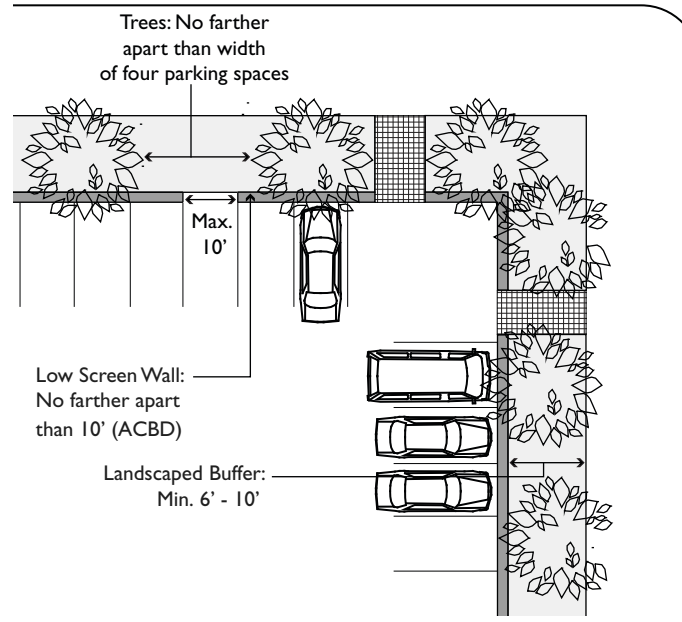 Trees: No farther
apart than width
of four parking spaces
Max.
10’
Low Screen Wall:
No farther apart
than 10’ (ACBD)
Landscaped Buffer:
Min. 6’ - 10’